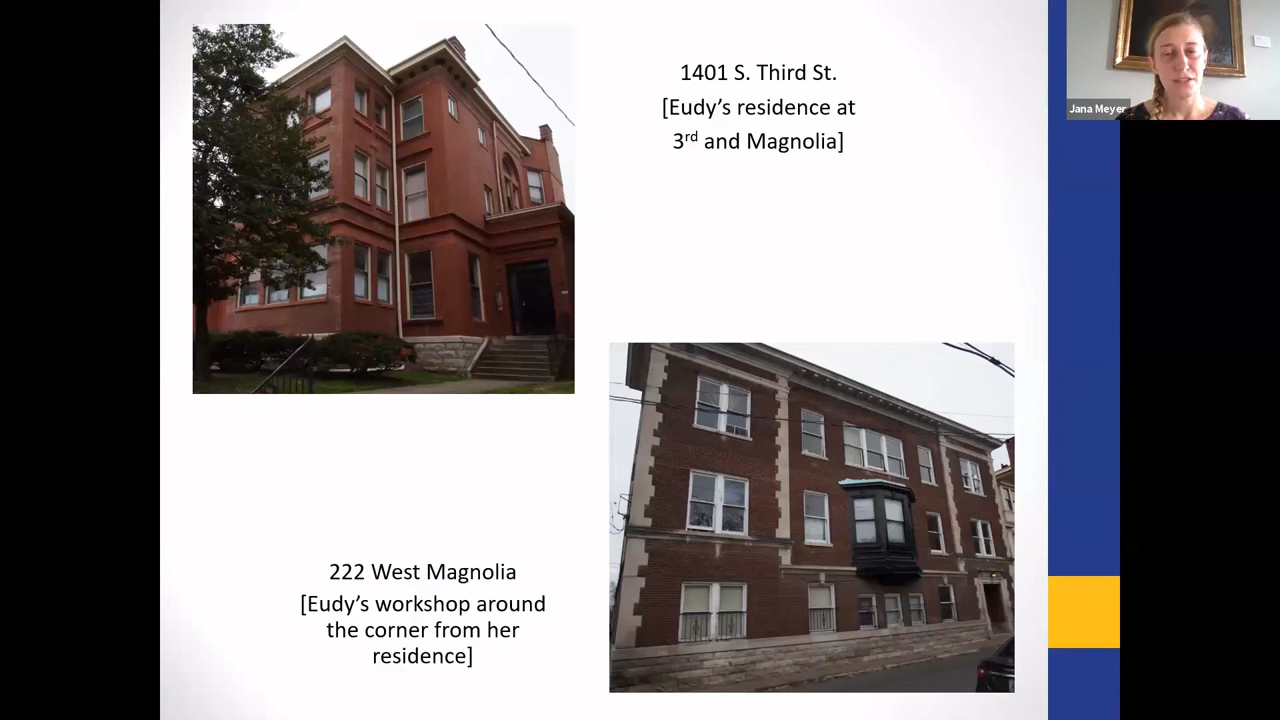 1401 S. Third St.
[Eudy’s residence at
3rd and Magnolia]
Jana Meyer
222 West Magnolia
[Eudy’s workshop around
the corner from her
residence]